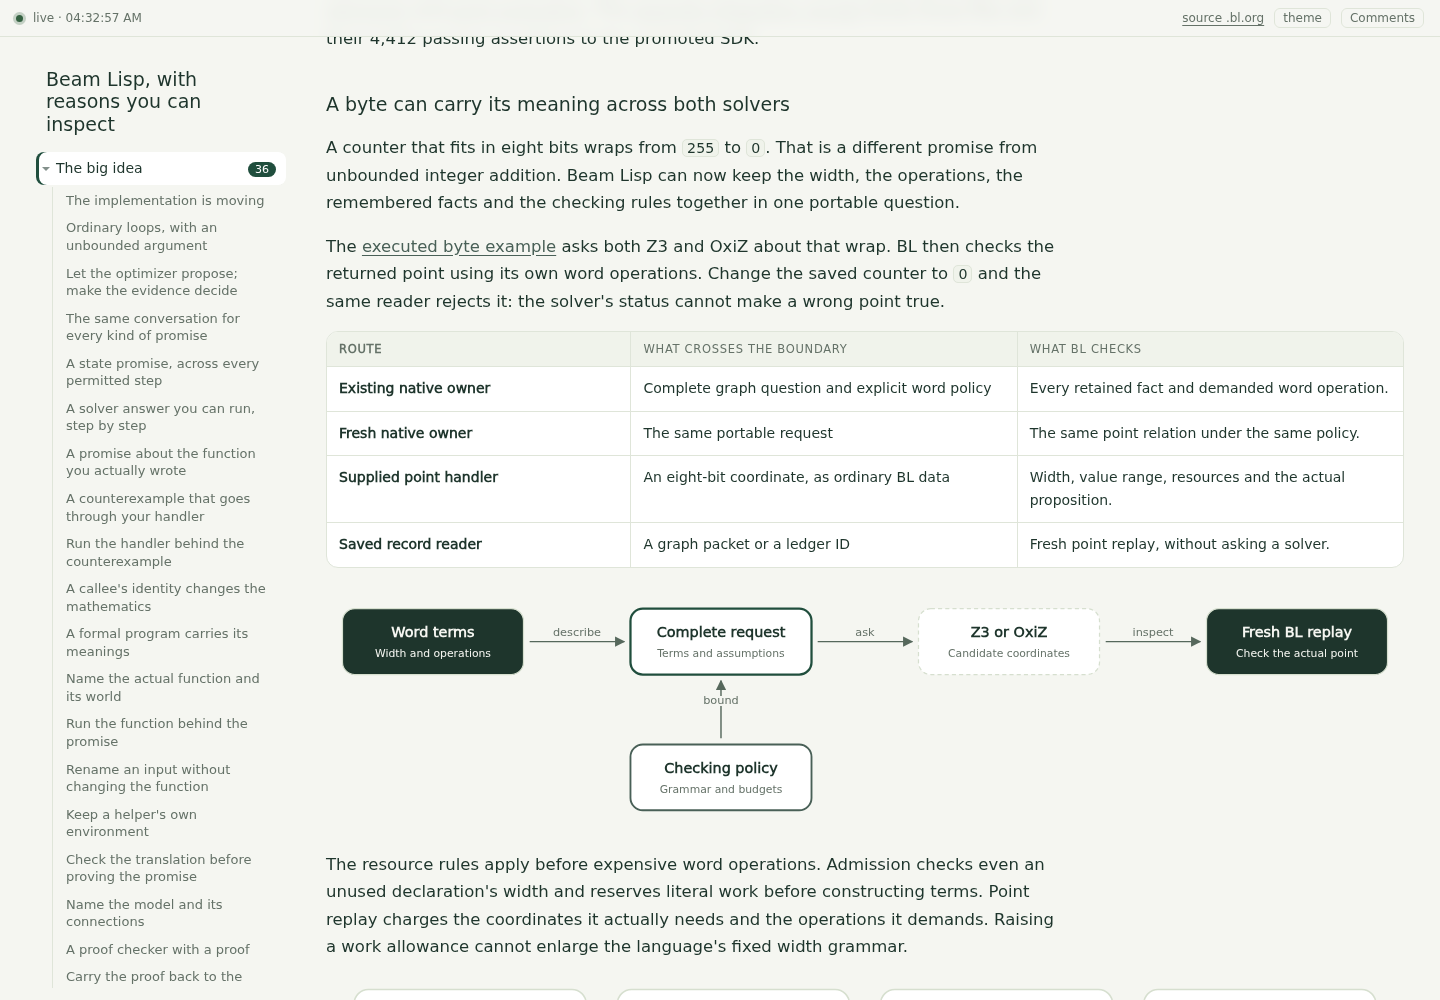 live · 04:32:57 AM
source .bl.org
theme
Comments
Beam Lisp, with
reasons you can
inspect
The big idea
36
The implementation is moving
Ordinary loops, with an
unbounded argument
Let the optimizer propose;
make the evidence decide
The same conversation for
every kind of promise
A state promise, across every
permitted step
A solver answer you can run,
step by step
A promise about the function
you actually wrote
A counterexample that goes
through your handler
Run the handler behind the
counterexample
A callee's identity changes the
mathematics
A formal program carries its
meanings
Name the actual function and
its world
Run the function behind the
promise
Rename an input without
changing the function
Keep a helper's own
environment
Check the translation before
proving the promise
Name the model and its
connections
A proof checker with a proof
Carry the proof back to the
their 4,412 passing assertions to the promoted SDK.
A byte can carry its meaning across both solvers
A counter that fits in eight bits wraps from 255 to 0. That is a different promise from
unbounded integer addition. Beam Lisp can now keep the width, the operations, the
remembered facts and the checking rules together in one portable question.
The executed byte example asks both Z3 and OxiZ about that wrap. BL then checks the
returned point using its own word operations. Change the saved counter to 0 and the
same reader rejects it: the solver's status cannot make a wrong point true.
ROUTE
WHAT CROSSES THE BOUNDARY
WHAT BL CHECKS
Existing native owner
Complete graph question and explicit word policy
Every retained fact and demanded word operation.
Fresh native owner
The same portable request
The same point relation under the same policy.
Supplied point handler
An eight-bit coordinate, as ordinary BL data
Width, value range, resources and the actual
proposition.
Saved record reader
A graph packet or a ledger ID
Fresh point replay, without asking a solver.
Word terms
Width and operations
describe
Complete request
Terms and assumptions
ask
Z3 or OxiZ
Candidate coordinates
inspect
Fresh BL replay
Check the actual point
bound
Checking policy
Grammar and budgets
The resource rules apply before expensive word operations. Admission checks even an
unused declaration's width and reserves literal work before constructing terms. Point
replay charges the coordinates it actually needs and the operations it demands. Raising
a work allowance cannot enlarge the language's fixed width grammar.